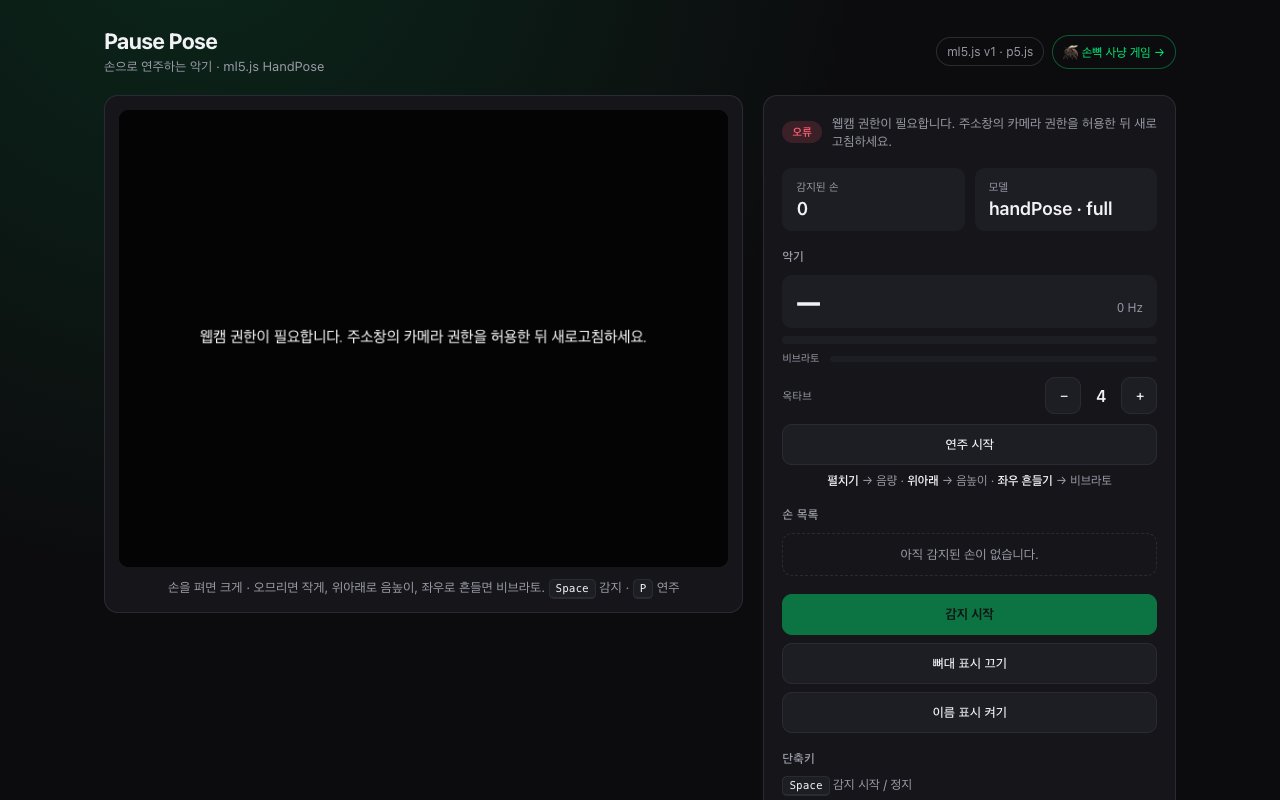 Pause Pose
손으로 연주하는 악기 · ml5.js HandPose
ml5.js v1 · p5.js
손뼉 사냥 게임 →
웹캠 권한이 필요합니다. 주소창의 카메라 권한을 허용한 뒤 새로고침하세요.
손을 펴면 크게 · 오므리면 작게, 위아래로 음높이, 좌우로 흔들면 비브라토. Space 감지 · P 연주
오류
웹캠 권한이 필요합니다. 주소창의 카메라 권한을 허용한 뒤 새로
고침하세요.
감지된 손
0
모델
handPose · full
악기
—
0 Hz
비브라토
옥타브
−
4
+
연주 시작
펼치기 → 음량 · 위아래 → 음높이 · 좌우 흔들기 → 비브라토
손 목록
아직 감지된 손이 없습니다.
감지 시작
뼈대 표시 끄기
이름 표시 켜기
단축키
Space 감지 시작 / 정지